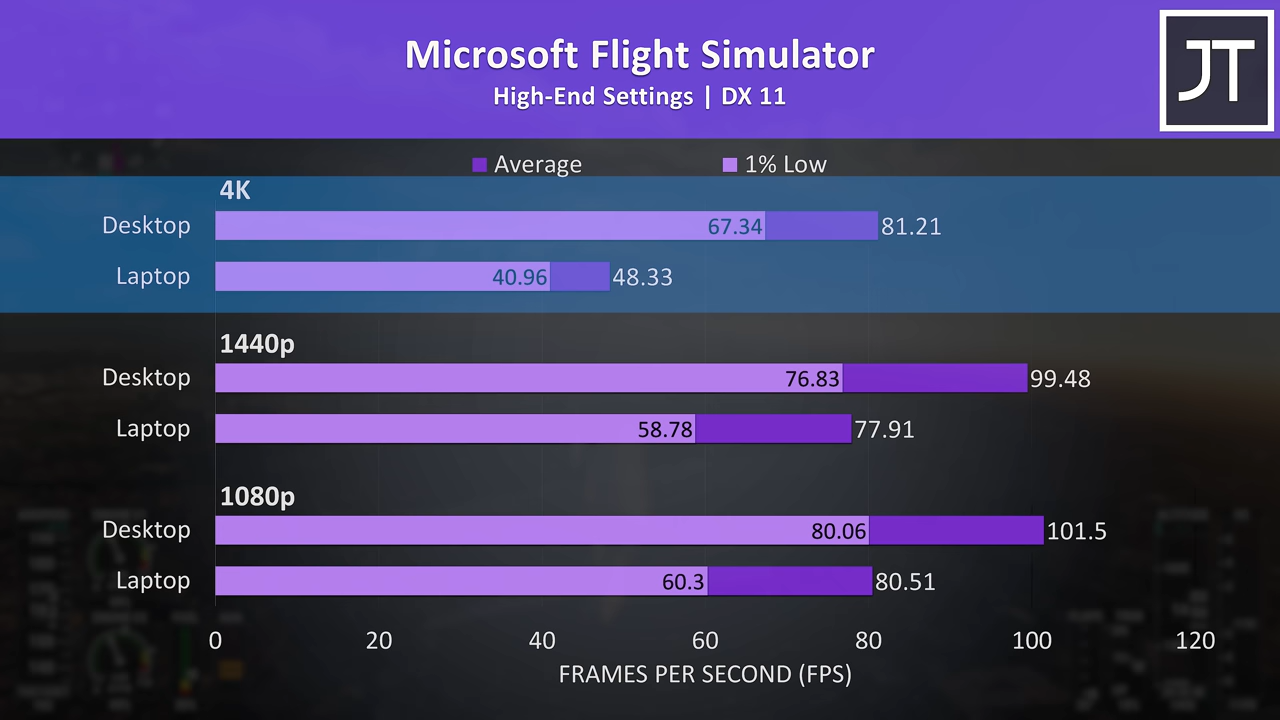 Microsoft Flight Simulator
High-End Settings | DX 11
JT
Average 1% Low
4K
Desktop 67.34 81.21
Laptop 40.96 48.33
1440p
Desktop 76.83 99.48
Laptop 58.78 77.91
1080p
Desktop 80.06 101.5
Laptop 60.3 80.51
0 20 40 60 80 100 120
FRAMES PER SECOND (FPS)